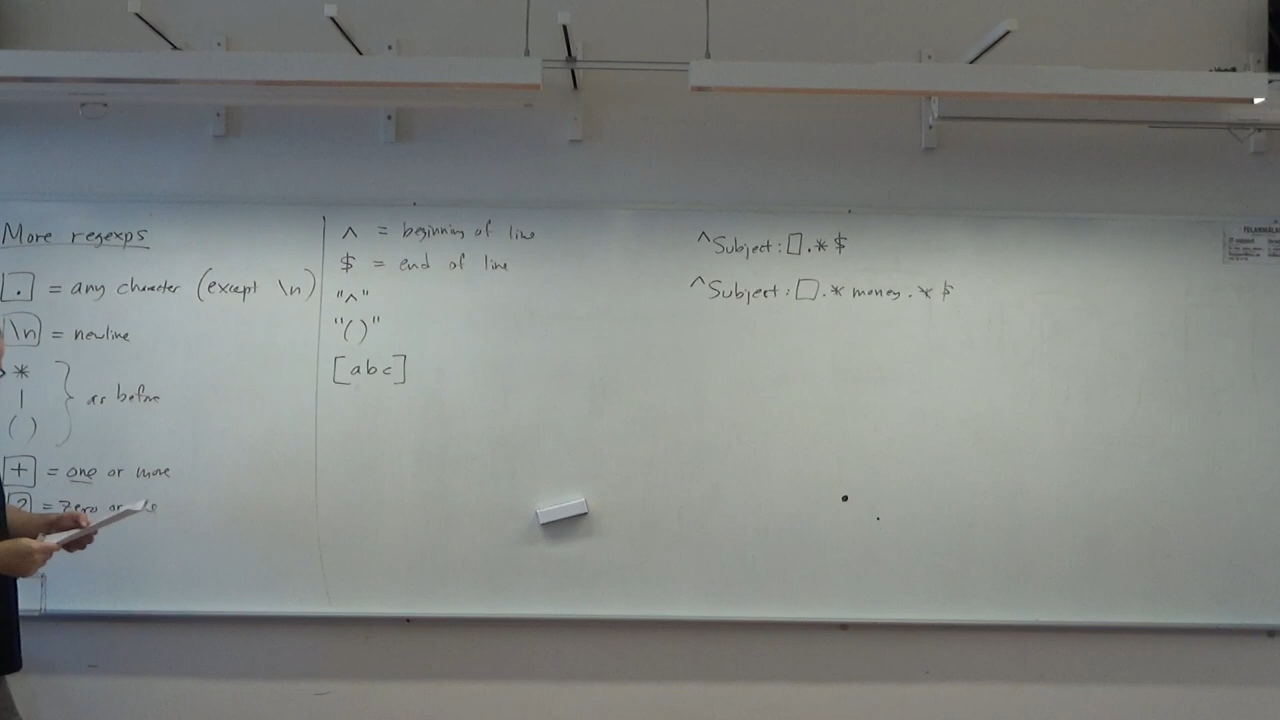 More regexps
. = any character (except \n)
\n = newline
*
| } as before
( )
+ = one or more
? = zero or
^ = beginning of line
$ = end of line
"^"
"( )"
[abc]
^Subject:□.*$
^Subject:□.*money.*$